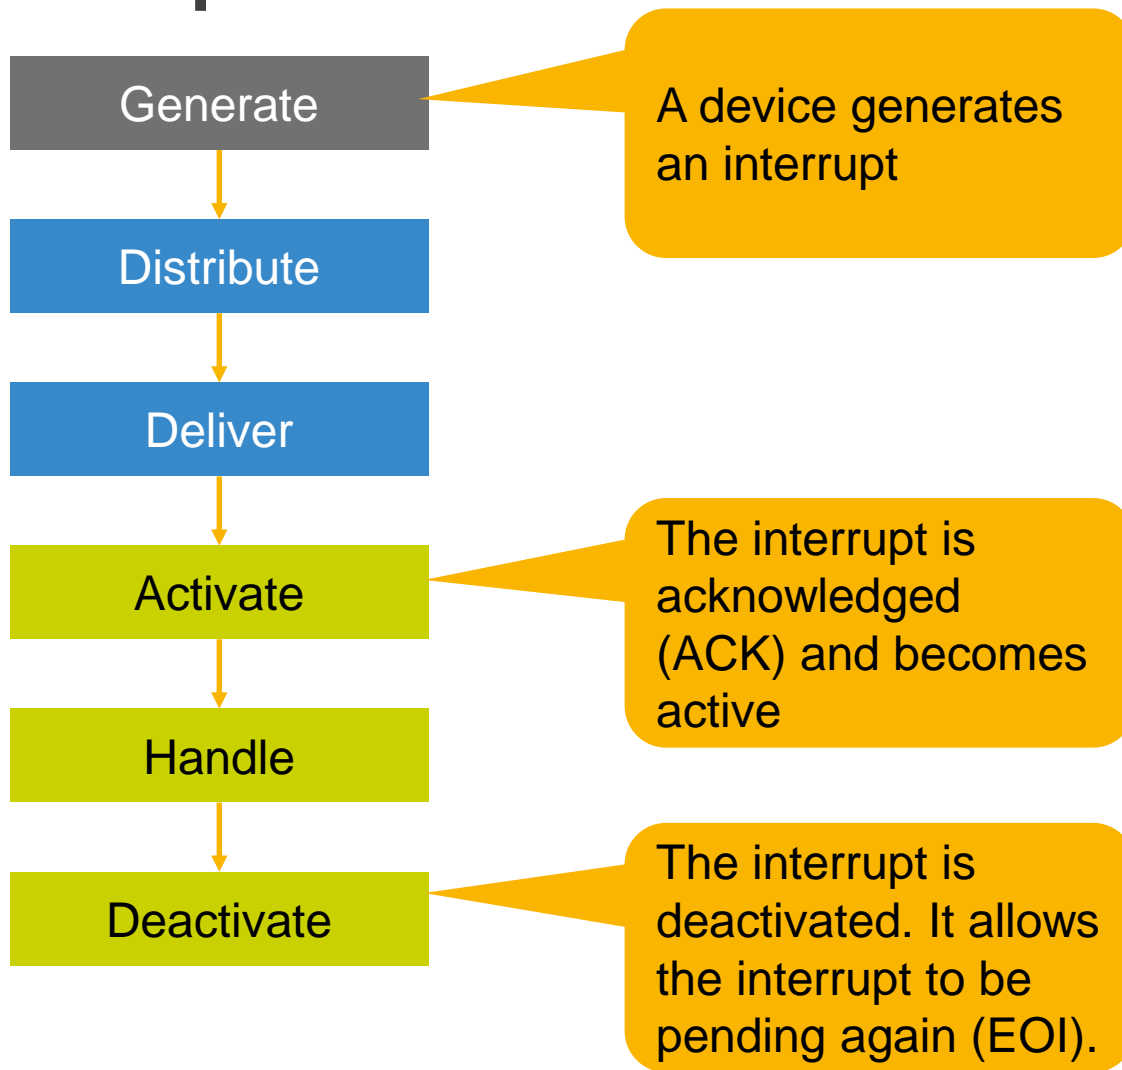 Generate
A device generates
an interrupt
Distribute
Deliver
Activate
The interrupt is
acknowledged
(ACK) and becomes
active
Handle
Deactivate
The interrupt is
deactivated. It allows
the interrupt to be
pending again (EOI).